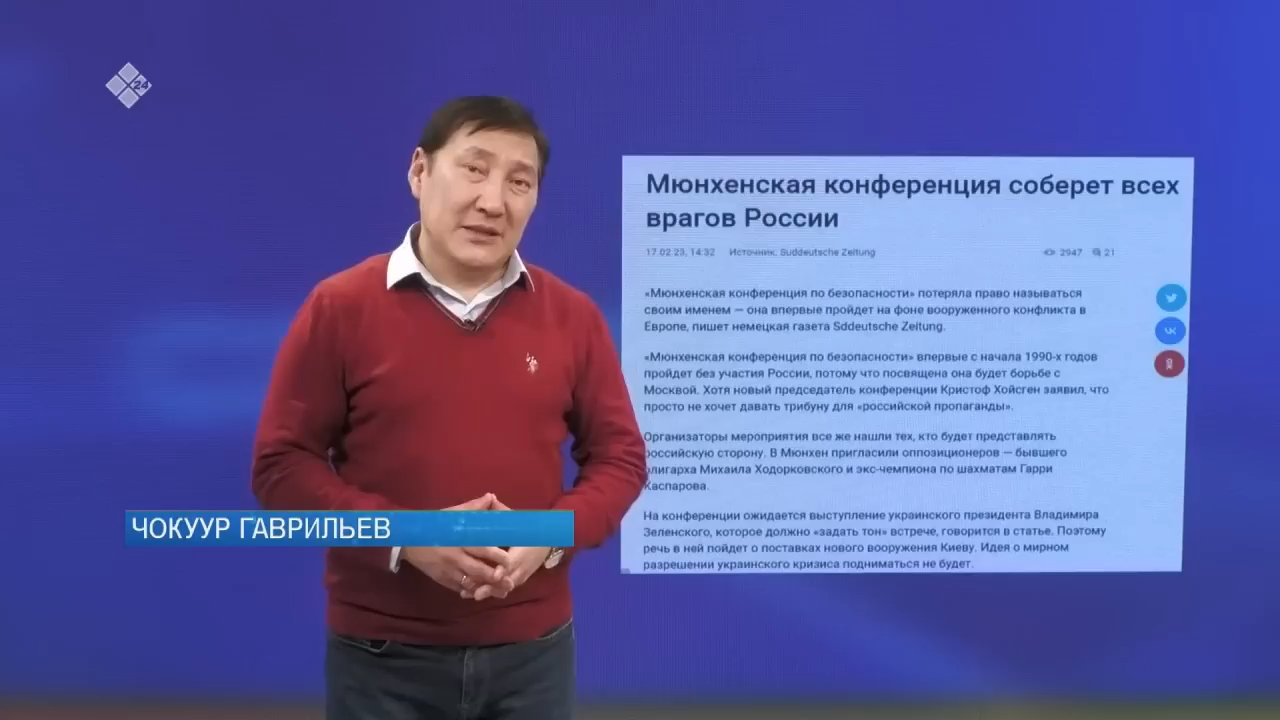 24
Мюнхенская конференция соберет всех
врагов России
17.02.23, 14:32 Источник: Suddeutsche Zeitung 2947 21
«Мюнхенская конференция по безопасности» потеряла право называться
своим именем — она впервые пройдет на фоне вооруженного конфликта в
Европе, пишет немецкая газета Sddeutsche Zeitung.
«Мюнхенская конференция по безопасности» впервые с начала 1990-х годов
пройдет без участия России, потому что посвящена она будет борьбе с
Москвой. Хотя новый председатель конференции Кристоф Хойсген заявил, что
просто не хочет давать трибуну для «российской пропаганды».
Организаторы мероприятия все же нашли тех, кто будет представлять
российскую сторону. В Мюнхен пригласили оппозиционеров — бывшего
олигарха Михаила Ходорковского и экс-чемпиона по шахматам Гарри
Каспарова.
На конференции ожидается выступление украинского президента Владимира
Зеленского, которое должно «задать тон» встрече, говорится в статье. Поэтому
речь в ней пойдет о поставках нового вооружения Киеву. Идея о мирном
разрешении украинского кризиса подниматься не будет.
ЧОКУУР ГАВРИЛЬЕВ